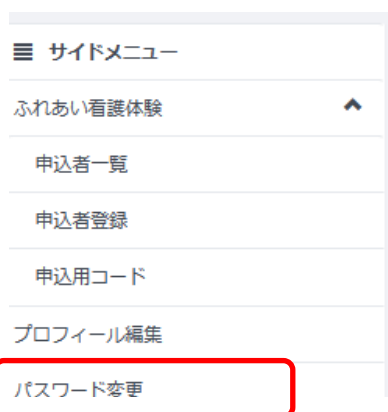 サイドメニュー
ふれあい看護体験
申込者一覧
申込者登録
申込用コード
プロフィール編集
パスワード変更